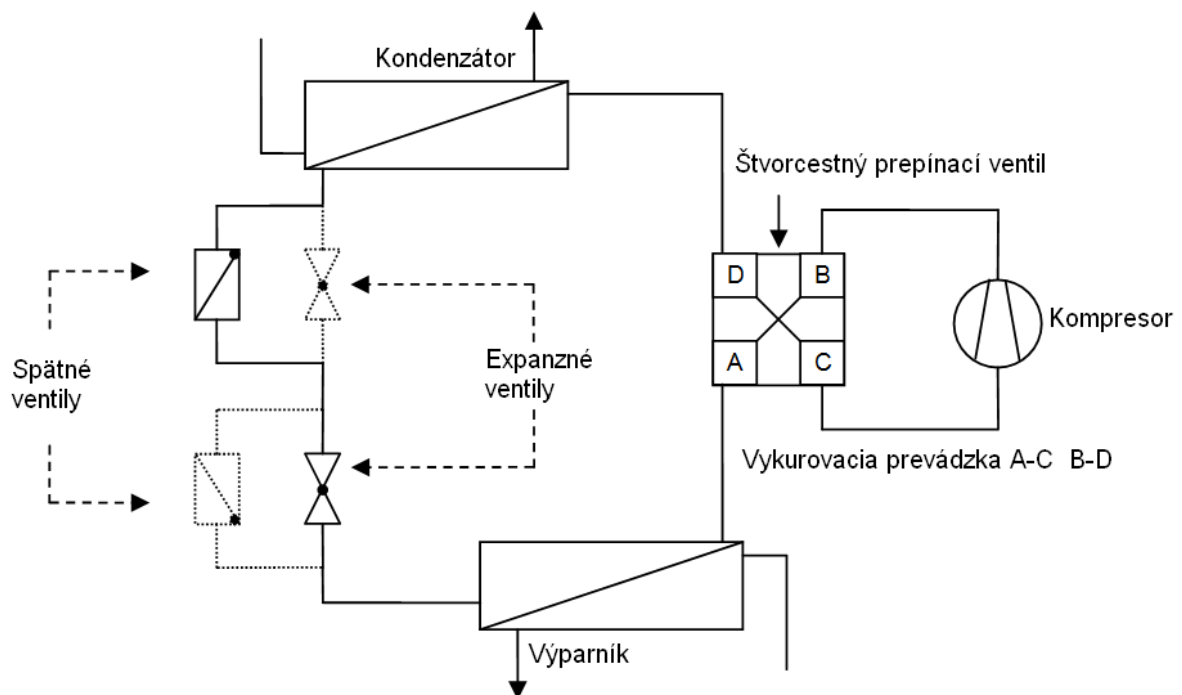 Kondenzátor
Štvorcestný prepínací ventil
D
B
A
C
Kompresor
Spätné
ventily
Expanzné
ventily
Vykurovacia prevádzka A-C B-D
Výparník